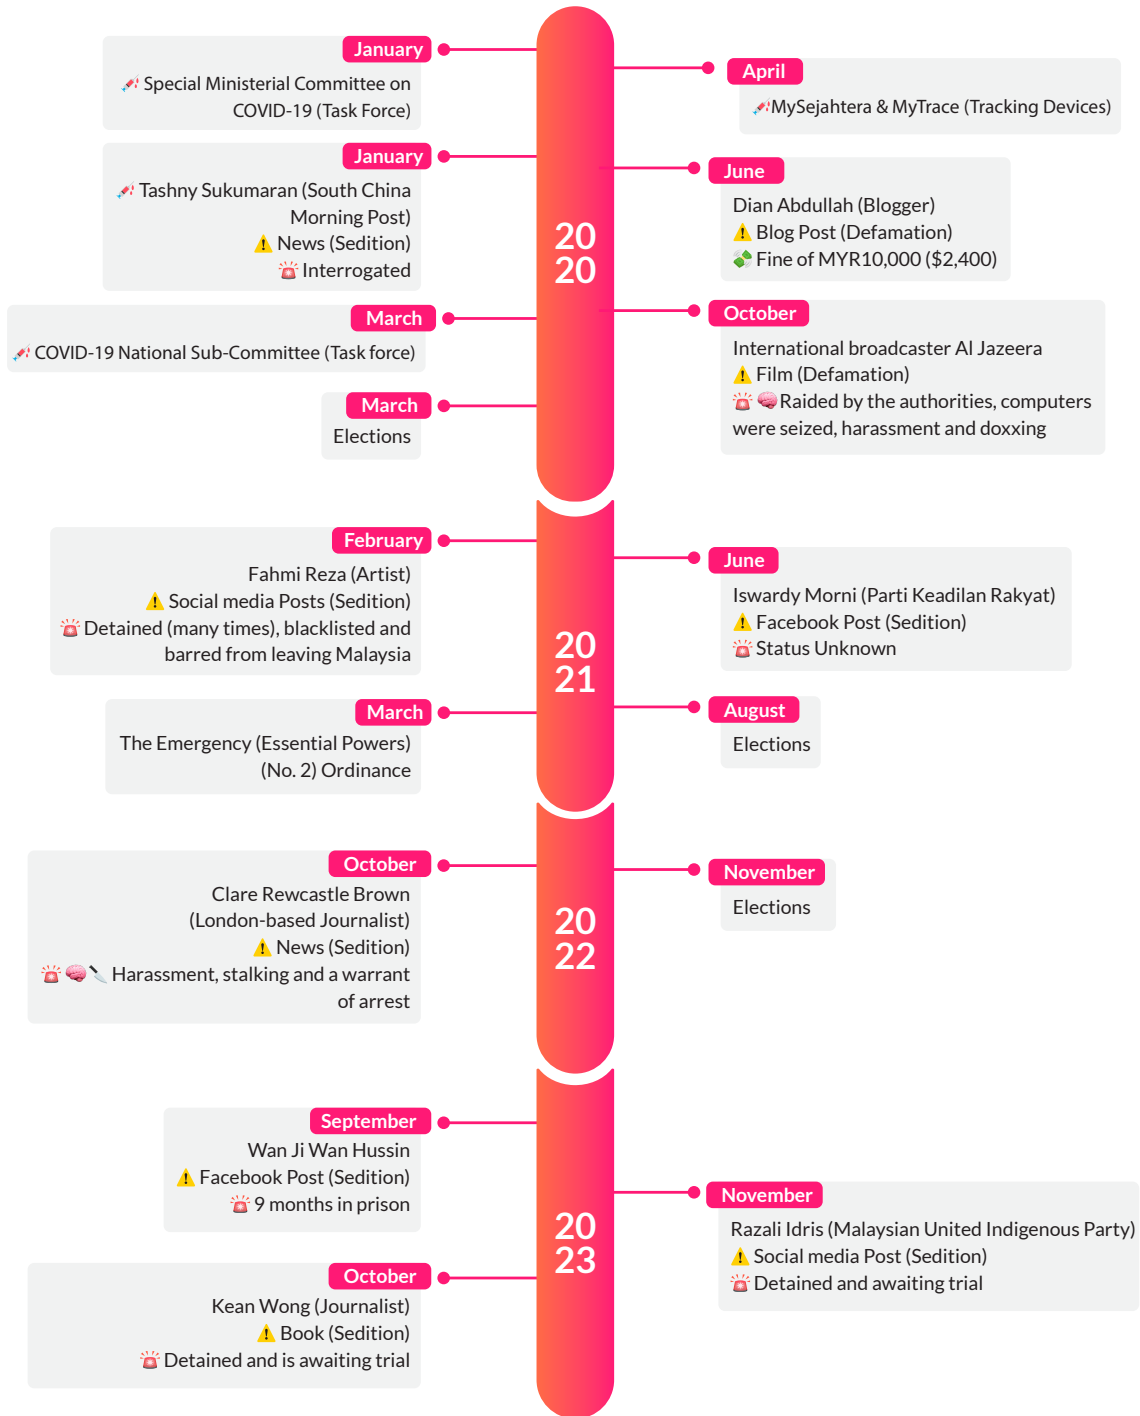 January
Special Ministerial Committee on
COVID-19 (Task Force)
April
MySejahtera & MyTrace (Tracking Devices)
January
Tashny Sukumaran (South China
Morning Post)
⚠ News (Sedition)
Interrogated
June
Dian Abdullah (Blogger)
⚠ Blog Post (Defamation)
Fine of MYR10,000 ($2,400)
20
20
March
COVID-19 National Sub-Committee (Task force)
October
International broadcaster Al Jazeera
⚠ Film (Defamation)
Raided by the authorities, computers
were seized, harassment and doxxing
March
Elections
February
Fahmi Reza (Artist)
⚠ Social media Posts (Sedition)
Detained (many times), blacklisted and
barred from leaving Malaysia
June
Iswardy Morni (Parti Keadilan Rakyat)
⚠ Facebook Post (Sedition)
Status Unknown
20
21
March
The Emergency (Essential Powers)
(No. 2) Ordinance
August
Elections
October
Clare Rewcastle Brown
(London-based Journalist)
⚠ News (Sedition)
Harassment, stalking and a warrant
of arrest
November
Elections
20
22
September
Wan Ji Wan Hussin
⚠ Facebook Post (Sedition)
9 months in prison
November
Razali Idris (Malaysian United Indigenous Party)
⚠ Social media Post (Sedition)
Detained and awaiting trial
20
23
October
Kean Wong (Journalist)
⚠ Book (Sedition)
Detained and is awaiting trial